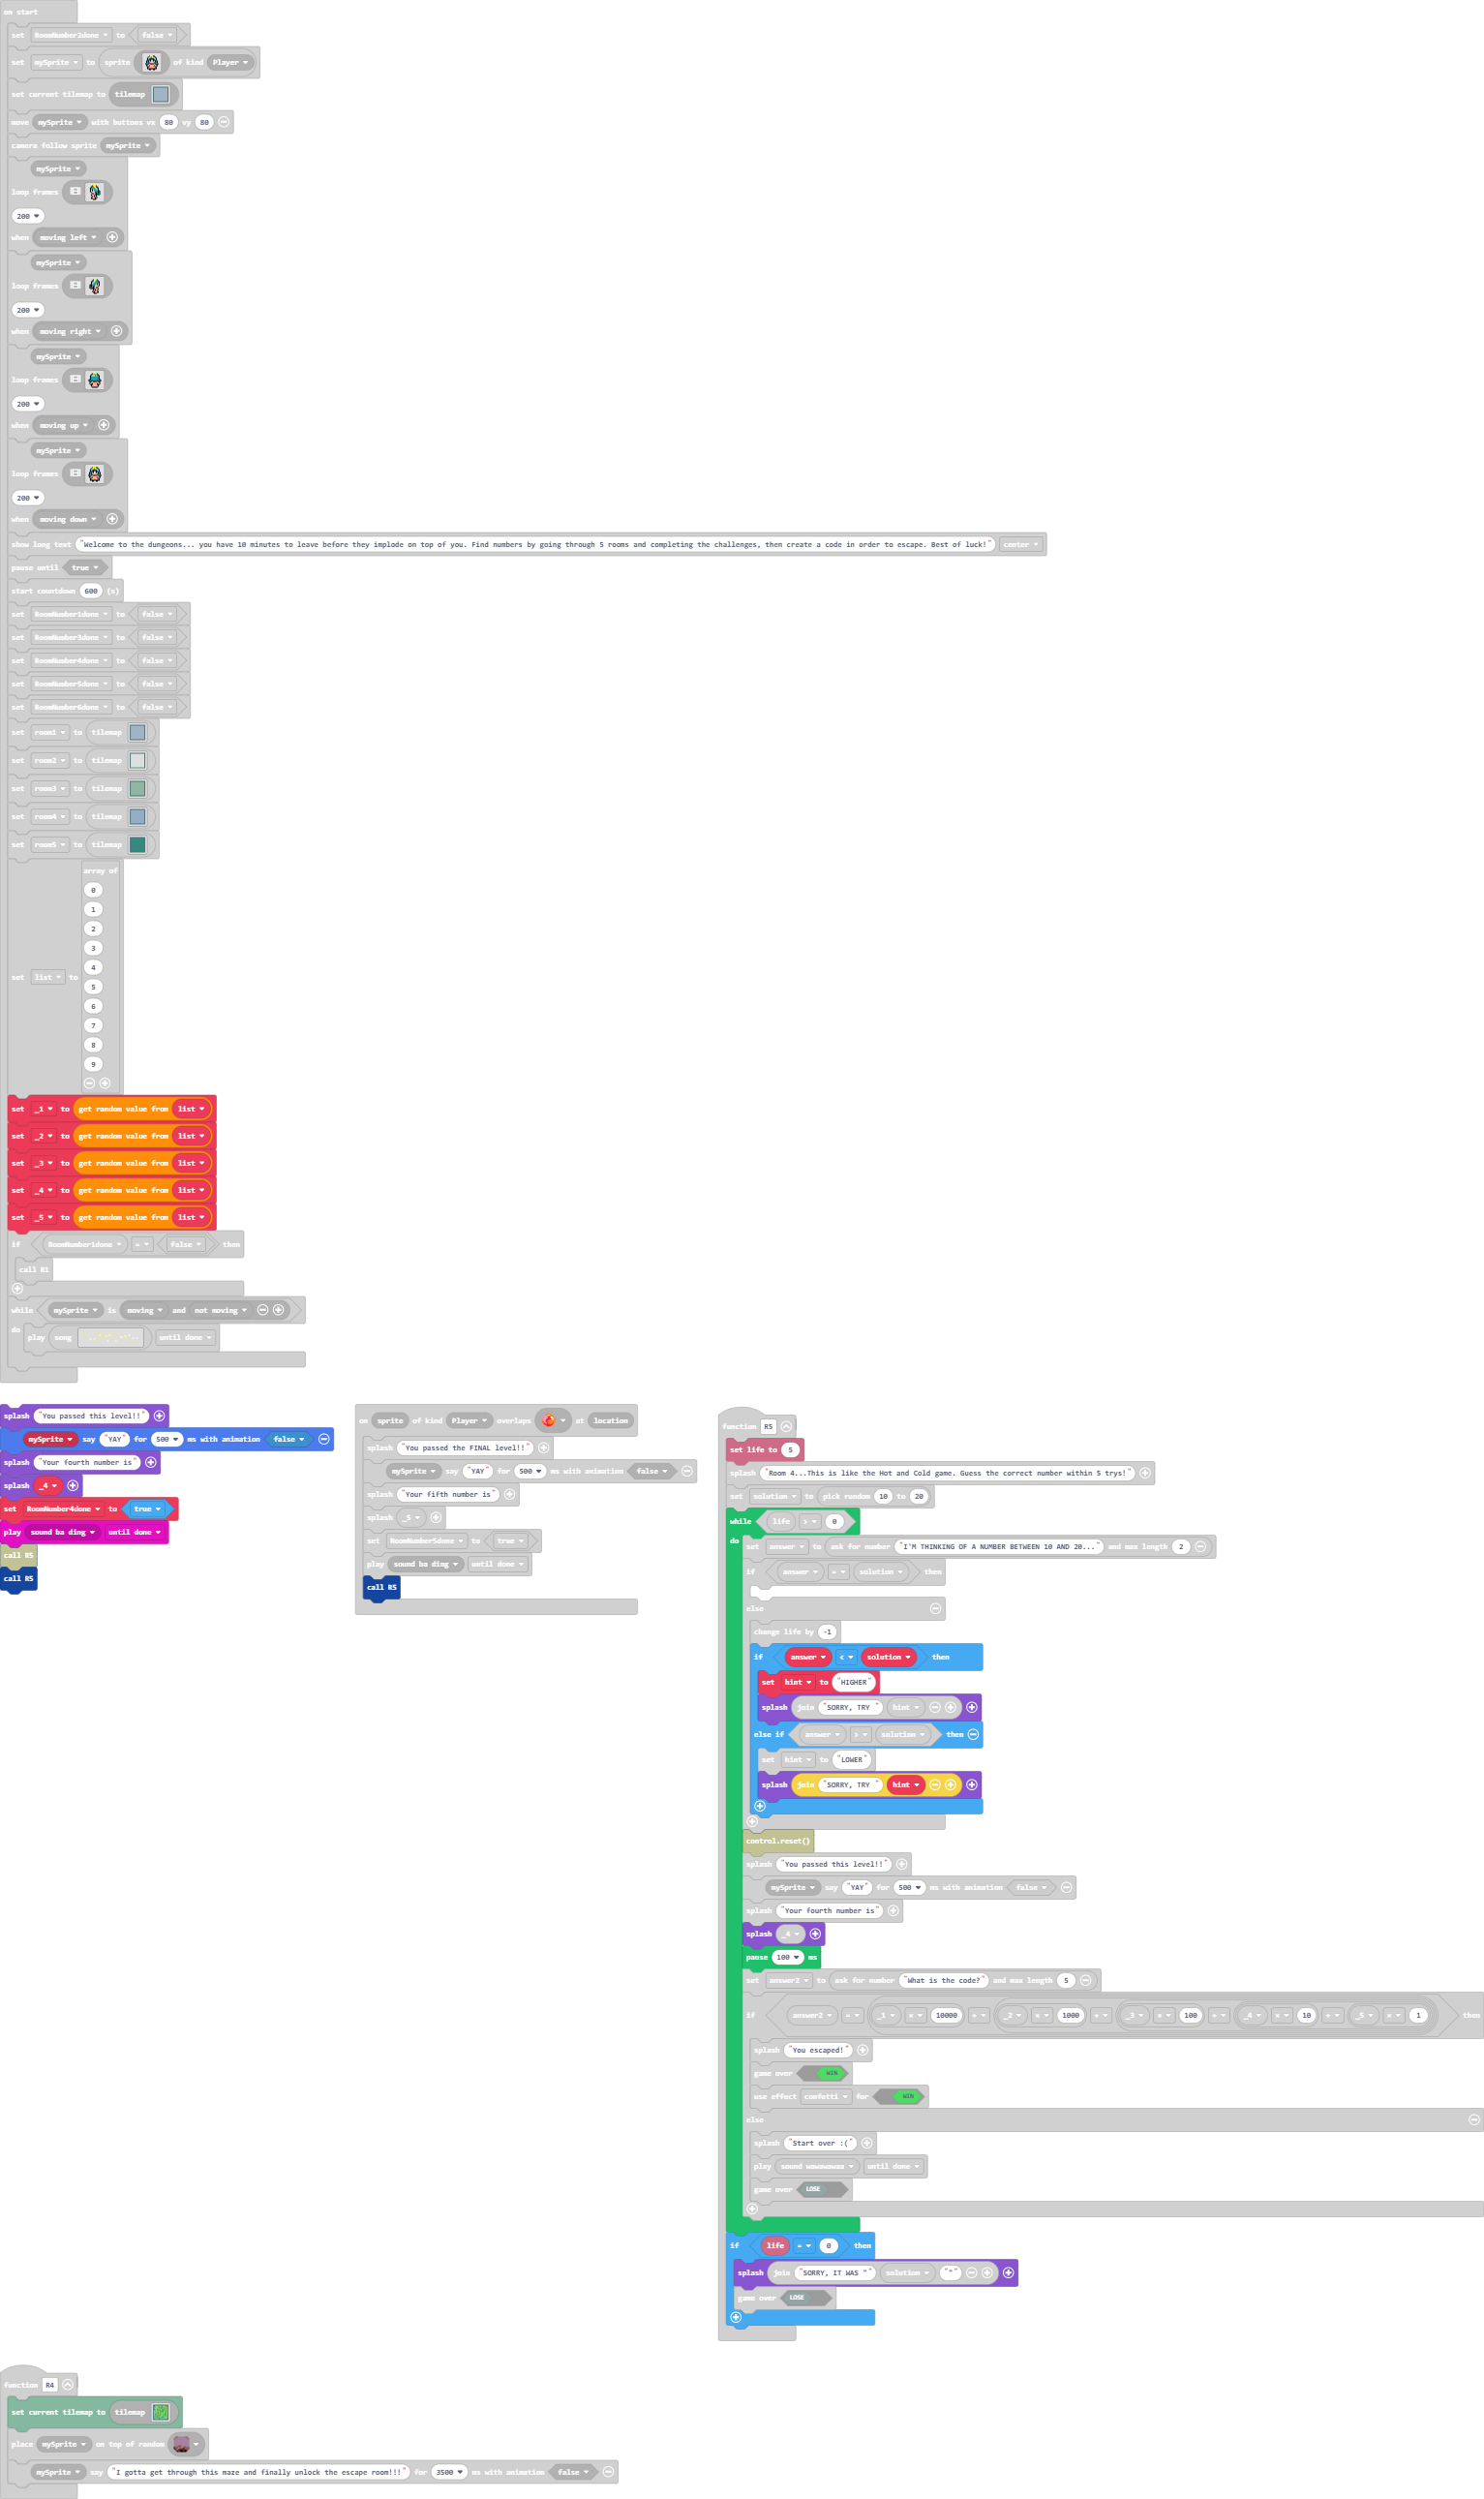 on start
set RoomNumber2done to false
set mySprite to sprite of kind Player
set current tilemap to tilemap
move mySprite with buttons vx 80 vy 80
camera follow sprite mySprite
mySprite
loop frames
200
when moving left
mySprite
loop frames
200
when moving right
mySprite
loop frames
200
when moving up
mySprite
loop frames
200
when moving down
show long text "Welcome to the dungeons... you have 10 minutes to leave before they implode on top of you. Find numbers by going through 5 rooms and completing the challenges, then create a code in order to escape. Best of luck!" center
pause until true
start countdown 600 (s)
set RoomNumber1done to false
set RoomNumber3done to false
set RoomNumber4done to false
set RoomNumber5done to false
set RoomNumber6done to false
set room1 to tilemap
set room2 to tilemap
set room3 to tilemap
set room4 to tilemap
set room5 to tilemap
set list to array of
0
1
2
3
4
5
6
7
8
9
set _1 to get random value from list
set _2 to get random value from list
set _3 to get random value from list
set _4 to get random value from list
set _5 to get random value from list
if RoomNumber1done = false then
call R1
while mySprite is moving and not moving
do play song until done
splash "You passed this level!!"
mySprite say "YAY" for 500 ms with animation false
splash "Your fourth number is"
splash _4
set RoomNumber4done to true
play sound ba ding until done
call R5
call R5
on sprite of kind Player overlaps at location
splash "You passed the FINAL level!!"
mySprite say "YAY" for 500 ms with animation false
splash "Your fifth number is"
splash _5
set RoomNumber5done to true
play sound ba ding until done
call R5
function R5
set life to 5
splash "Room 4...This is like the Hot and Cold game. Guess the correct number within 5 trys!"
set solution to pick random 10 to 20
while life > 0
do set answer to ask for number "I'M THINKING OF A NUMBER BETWEEN 10 AND 20..." and max length 2
if answer = solution then
else
change life by -1
if answer < solution then
set hint to "HIGHER"
splash join "SORRY, TRY " hint
else if answer > solution then
set hint to "LOWER"
splash join "SORRY, TRY " hint
control.reset()
splash "You passed this level!!"
mySprite say "YAY" for 500 ms with animation false
splash "Your fourth number is"
splash _4
pause 100 ms
set answer2 to ask for number "What is the code?" and max length 5
if answer2 = _1 × 10000 + _2 × 1000 + _3 × 100 + _4 × 10 + _5 × 1 then
splash "You escaped!"
game over WIN
use effect confetti for WIN
else
splash "Start over :("
play sound wawawawaa until done
game over LOSE
if life = 0 then
splash join "SORRY, IT WAS "" solution """
game over LOSE
function R4
set current tilemap to tilemap
place mySprite on top of random
mySprite say "I gotta get through this maze and finally unlock the escape room!!!" for 3500 ms with animation false